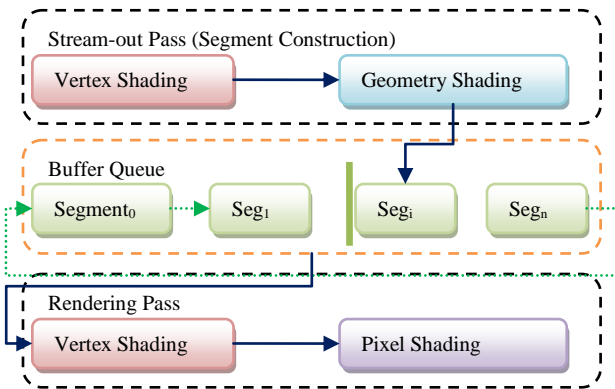 Stream-out Pass (Segment Construction)
Vertex Shading
Geometry Shading
Buffer Queue
Segment₀
Seg₁
Segᵢ
Segₙ
Rendering Pass
Vertex Shading
Pixel Shading